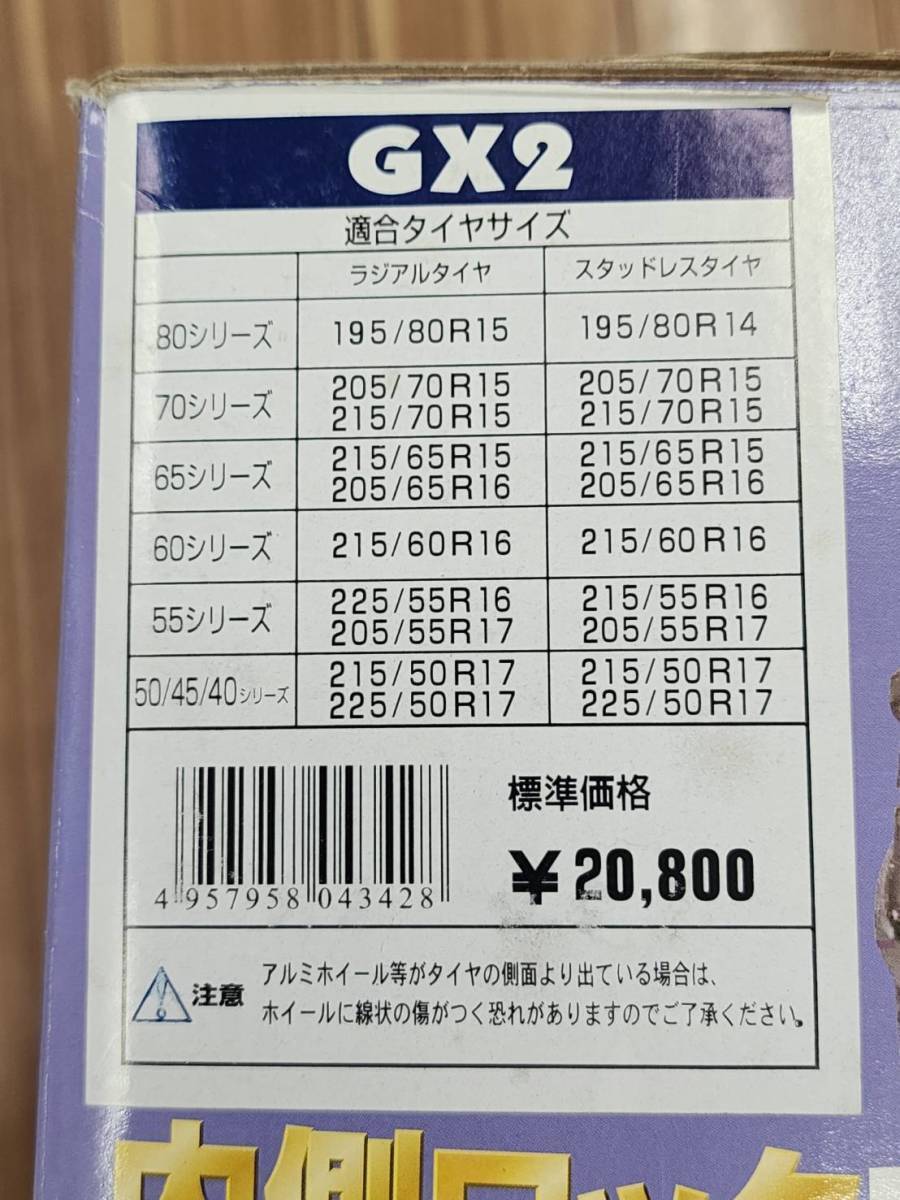 GX2
適合タイヤサイズ
ラジアルタイヤ スタッドレスタイヤ
80シリーズ 195/80R15 195/80R14
70シリーズ 205/70R15 205/70R15
215/70R15 215/70R15
65シリーズ 215/65R15 215/65R15
205/65R16 205/65R16
60シリーズ 215/60R16 215/60R16
55シリーズ 225/55R16 215/55R16
205/55R17 205/55R17
50/45/40シリーズ 215/50R17 215/50R17
225/50R17 225/50R17
標準価格
¥20,800
4 957958 043428
注意 アルミホイール等がタイヤの側面より出ている場合は、
ホイールに線状の傷がつく恐れがありますのでご了承ください。
内側ロック